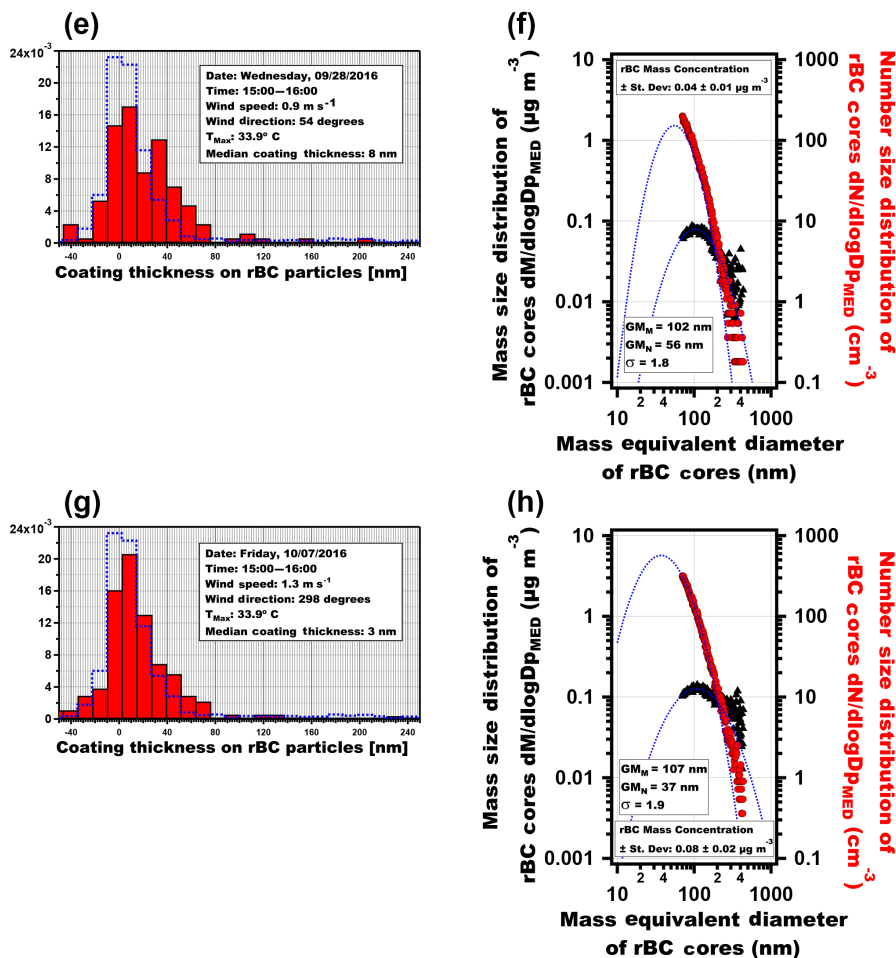 (e)
24x10⁻³
20
16
12
8
4
0
-40 0 40 80 120 160 200 240
Coating thickness on rBC particles [nm]
Date: Wednesday, 09/28/2016
Time: 15:00—16:00
Wind speed: 0.9 m s⁻¹
Wind direction: 54 degrees
T_Max: 33.9º C
Median coating thickness: 8 nm
(f)
Mass size distribution of
rBC cores dM/dlogDp_MED (µg m⁻³)
10
1
0.1
0.01
0.001
rBC Mass Concentration
± St. Dev: 0.04 ± 0.01 µg m⁻³
GM_M = 102 nm
GM_N = 56 nm
σ = 1.8
1000
100
10
1
0.1
Number size distribution of
rBC cores dN/dlogDp_MED (cm⁻³)
10 2 4 100 2 4 1000
Mass equivalent diameter
of rBC cores (nm)
(g)
24x10⁻³
20
16
12
8
4
0
-40 0 40 80 120 160 200 240
Coating thickness on rBC particles [nm]
Date: Friday, 10/07/2016
Time: 15:00—16:00
Wind speed: 1.3 m s⁻¹
Wind direction: 298 degrees
T_Max: 33.9º C
Median coating thickness: 3 nm
(h)
Mass size distribution of
rBC cores dM/dlogDp_MED (µg m⁻³)
10
1
0.1
0.01
0.001
GM_M = 107 nm
GM_N = 37 nm
σ = 1.9
rBC Mass Concentration
± St. Dev: 0.08 ± 0.02 µg m⁻³
1000
100
10
1
0.1
Number size distribution of
rBC cores dN/dlogDp_MED (cm⁻³)
10 2 4 100 2 4 1000
Mass equivalent diameter
of rBC cores (nm)